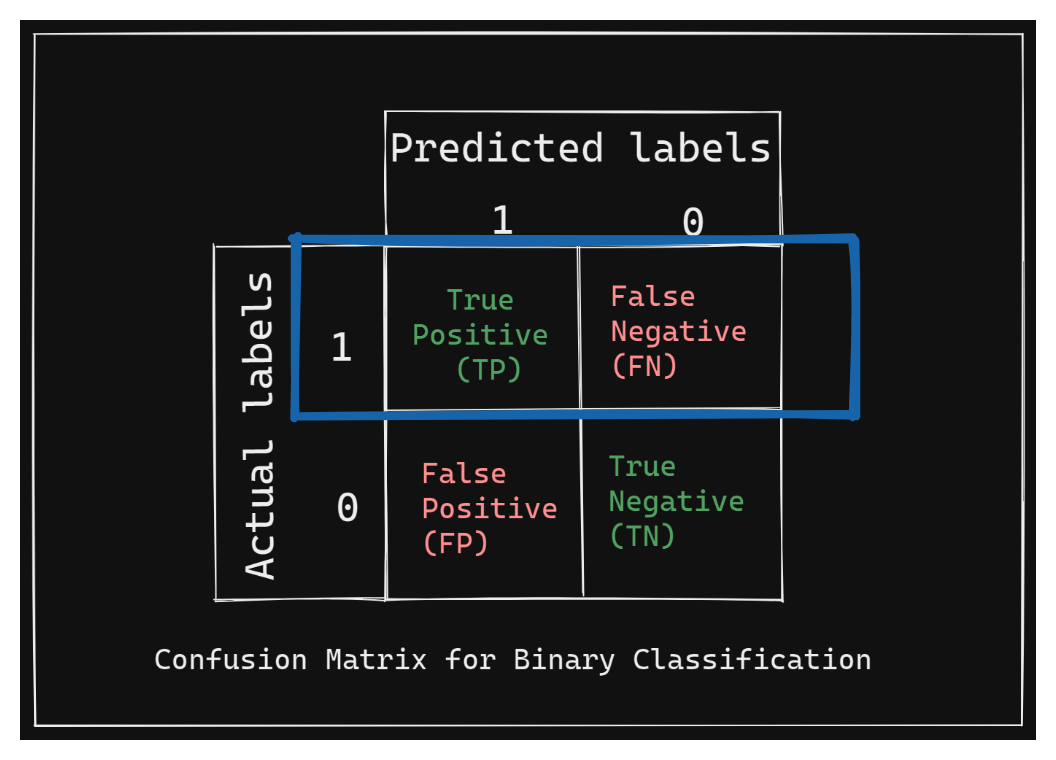 Predicted labels
1 0
Actual labels
1
True
Positive
(TP)
False
Negative
(FN)
0
False
Positive
(FP)
True
Negative
(TN)
Confusion Matrix for Binary Classification